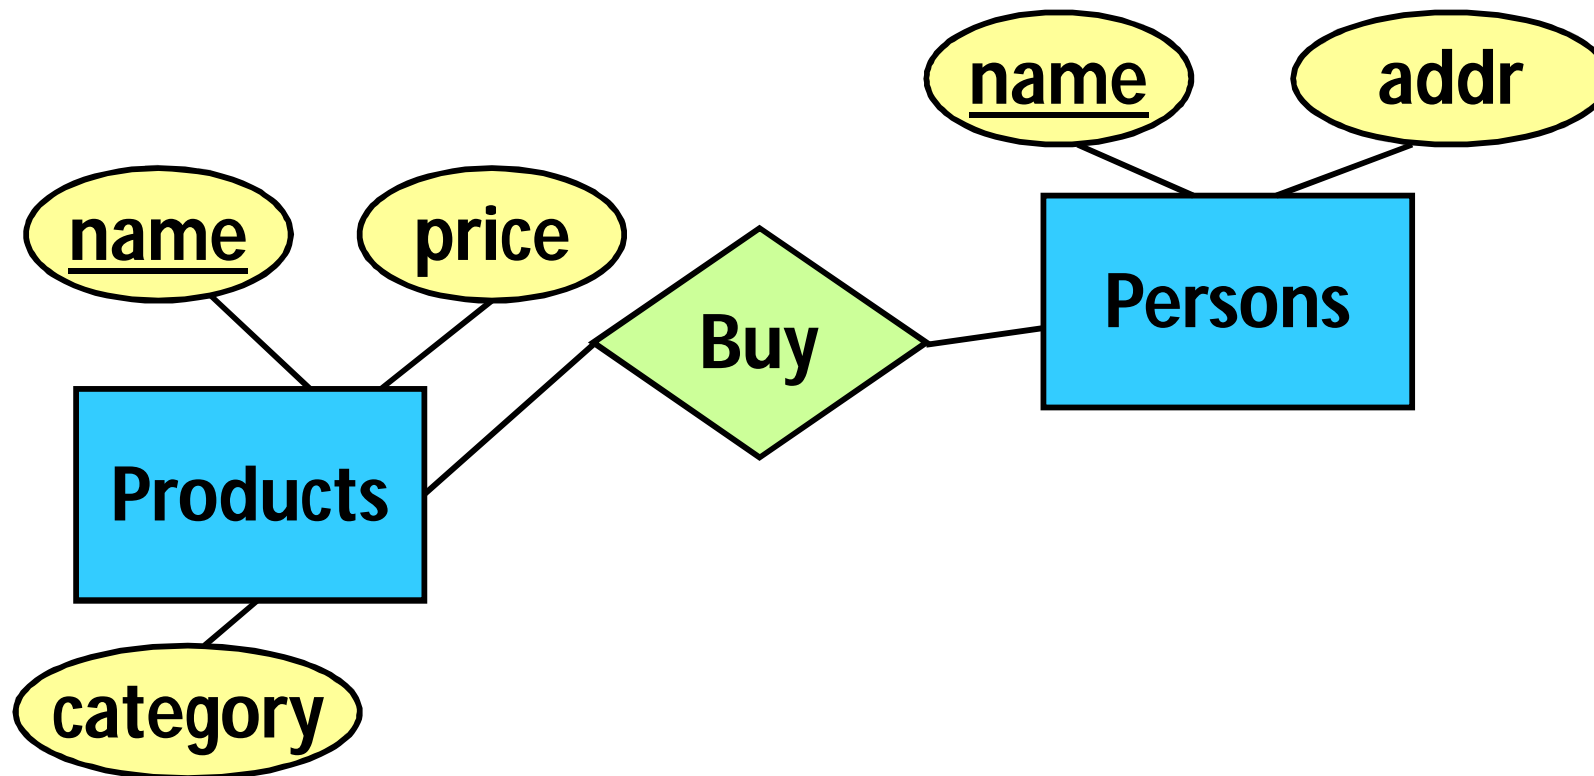 name
addr
name
price
Buy
Persons
Products
category